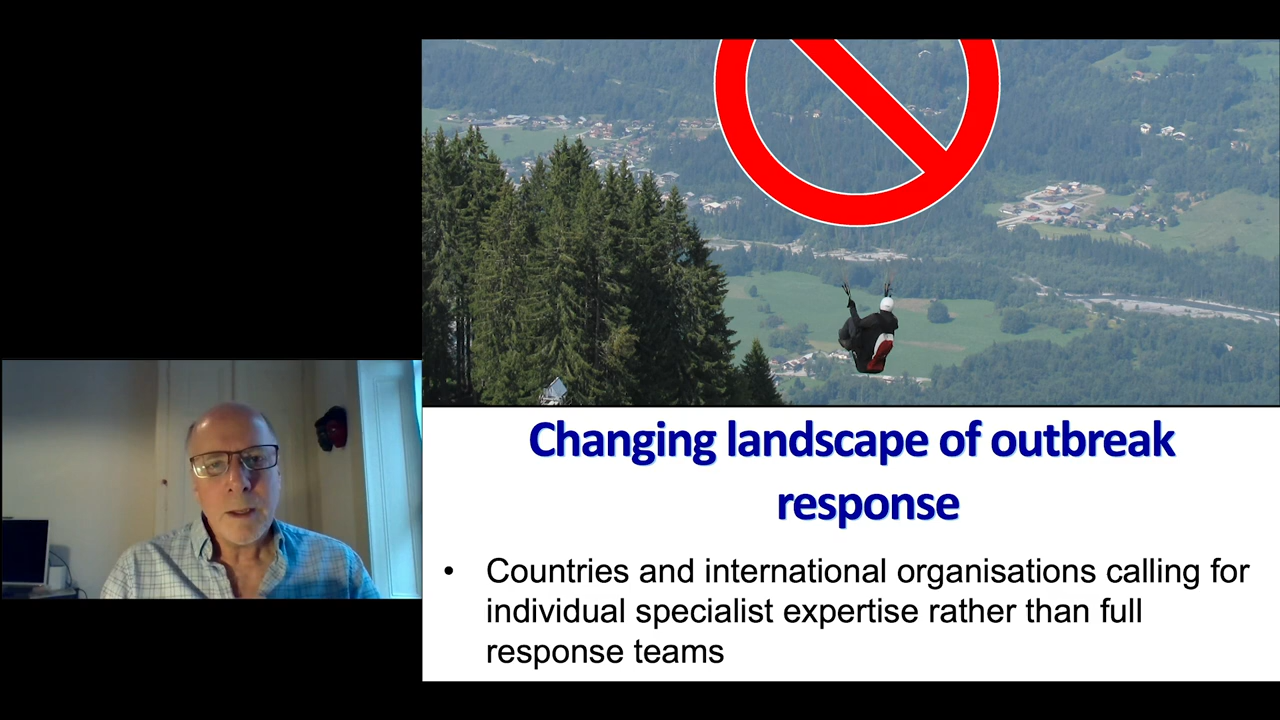 Changing landscape of outbreak
response
• Countries and international organisations calling for
individual specialist expertise rather than full
response teams